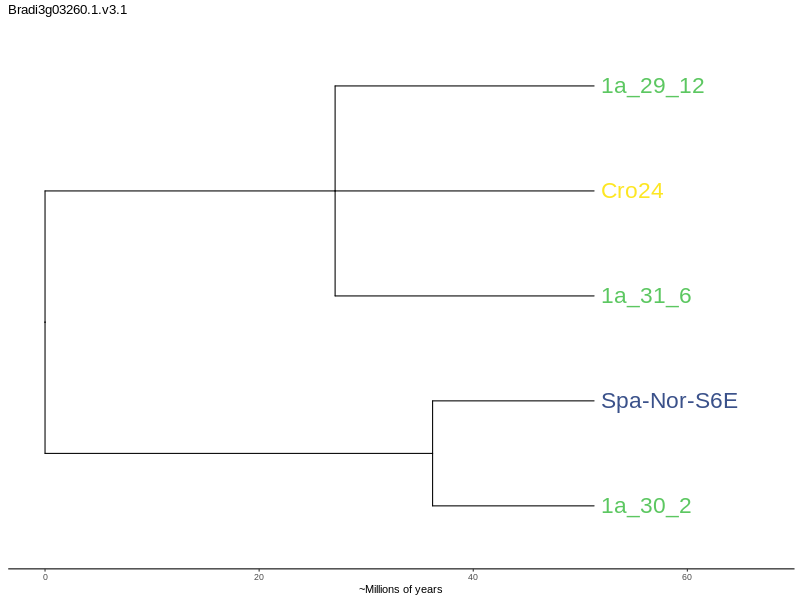 Bradi3g03260.1.v3.1
1a_29_12
Cro24
1a_31_6
Spa-Nor-S6E
1a_30_2
0 20 40 60
~Millions of years